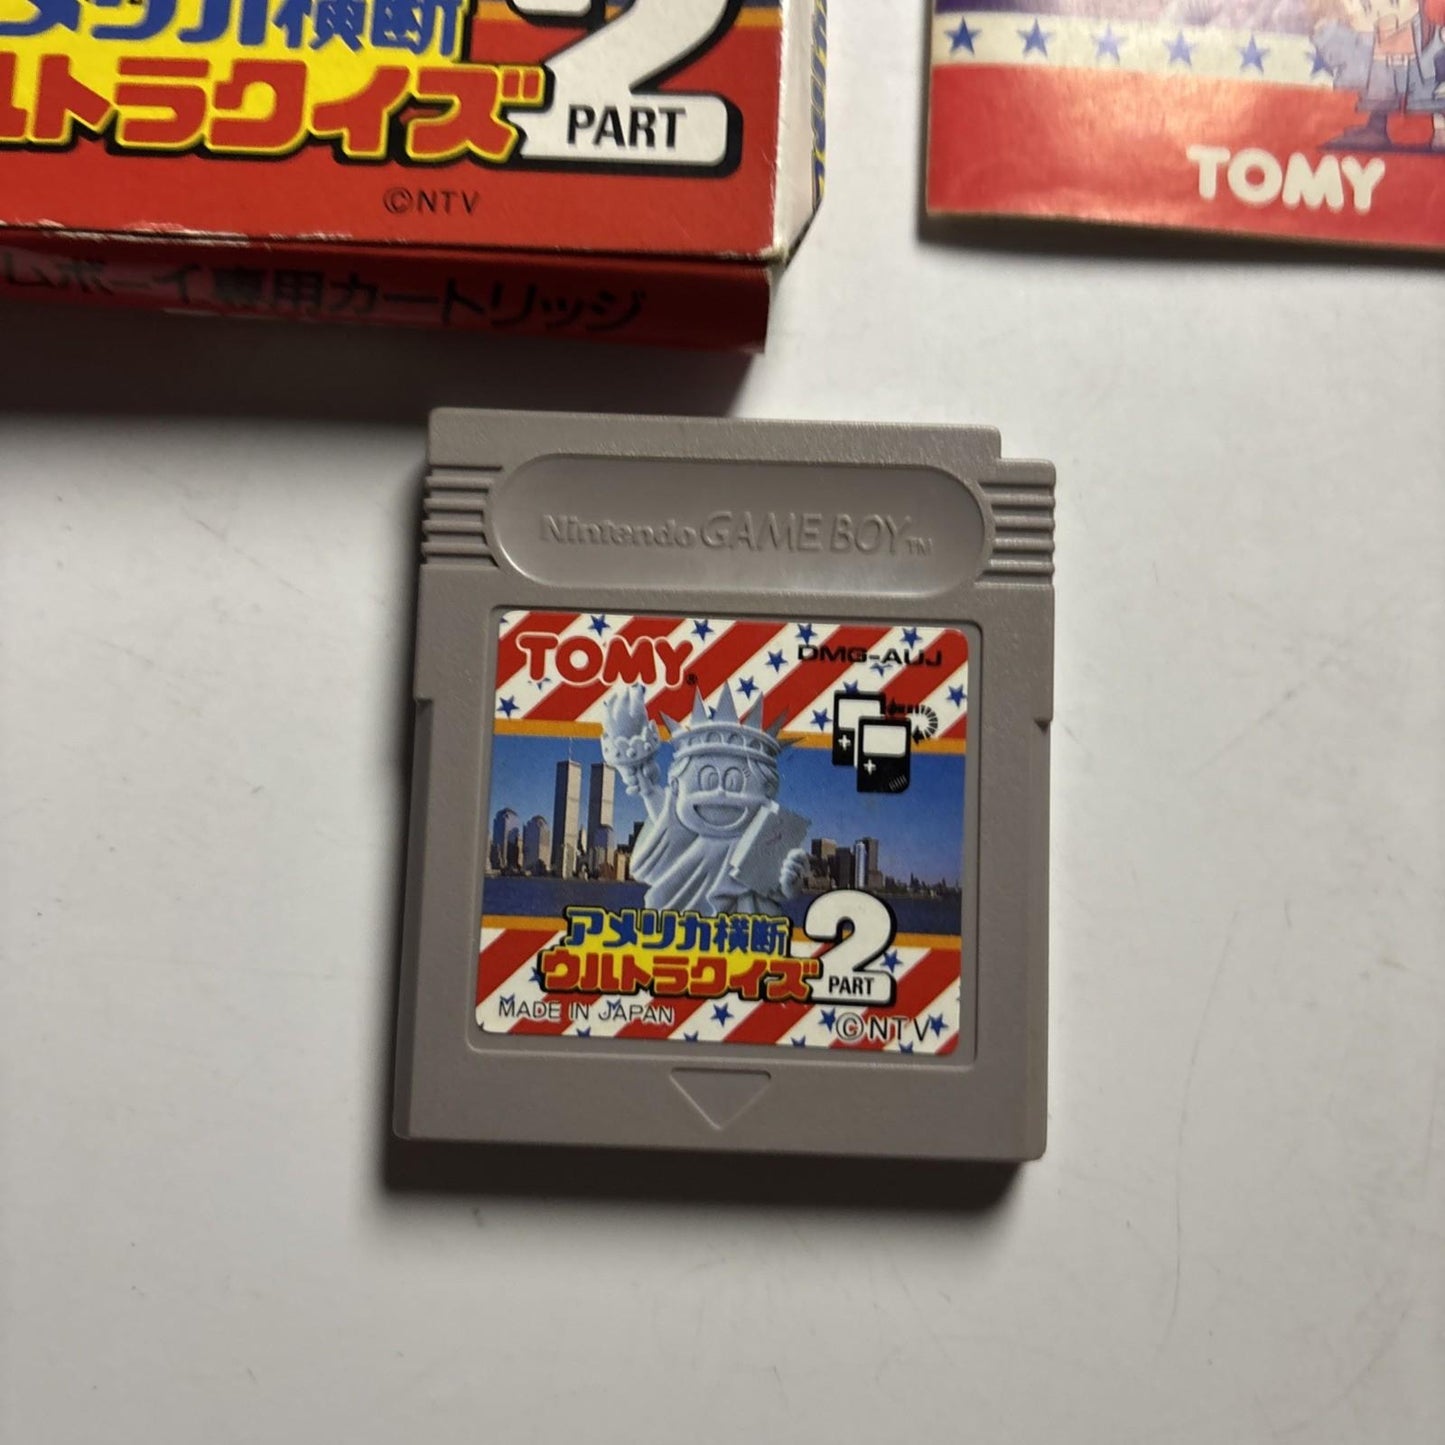 アメリカ横断
ルトラクイズ
2
PART
©NTV
ムボーイ専用カートリッジ
TOMY
Nintendo GAME BOY™
TOMY®
DMG-AUJ
アメリカ横断
ウルトラクイズ
2
PART
MADE IN JAPAN
©NTV